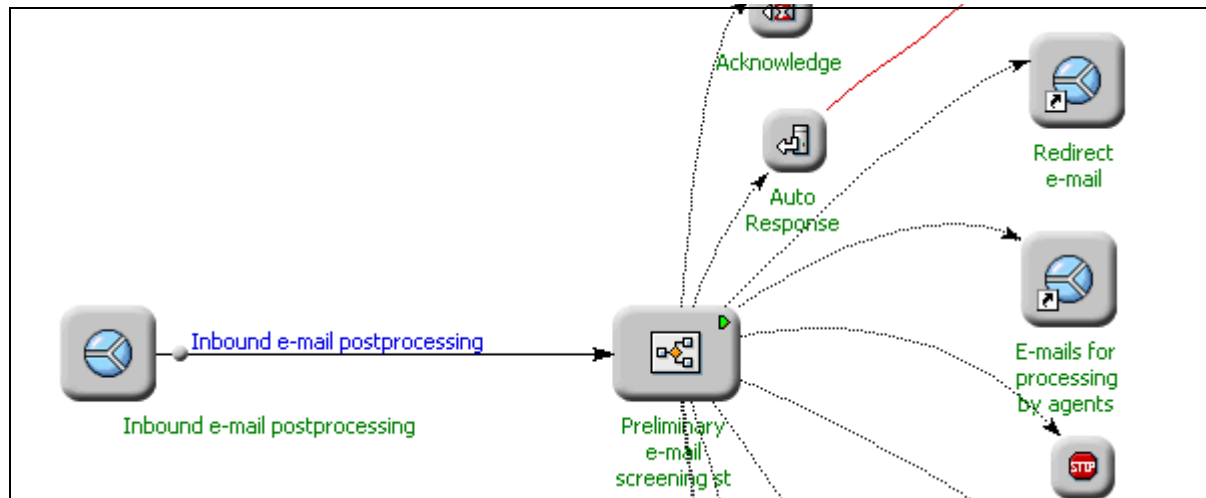 Acknowledge
Auto
Response
Redirect
e-mail
Inbound e-mail postprocessing
Inbound e-mail postprocessing
Preliminary
e-mail
screening st
E-mails for
processing
by agents
STOP